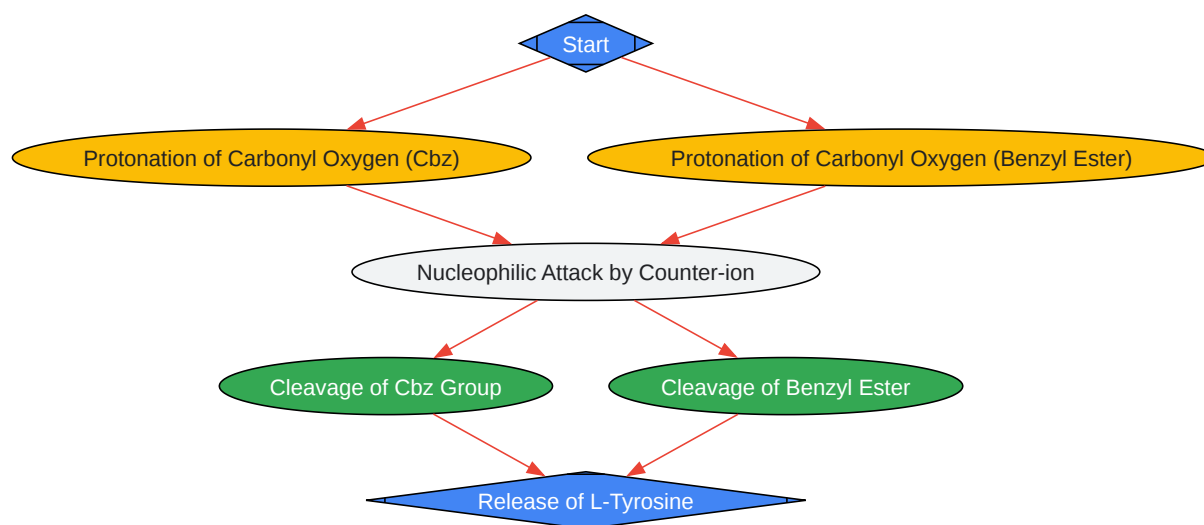 Start
Protonation of Carbonyl Oxygen (Cbz)
Protonation of Carbonyl Oxygen (Benzyl Ester)
Nucleophilic Attack by Counter-ion
Cleavage of Cbz Group
Cleavage of Benzyl Ester
Release of L-Tyrosine